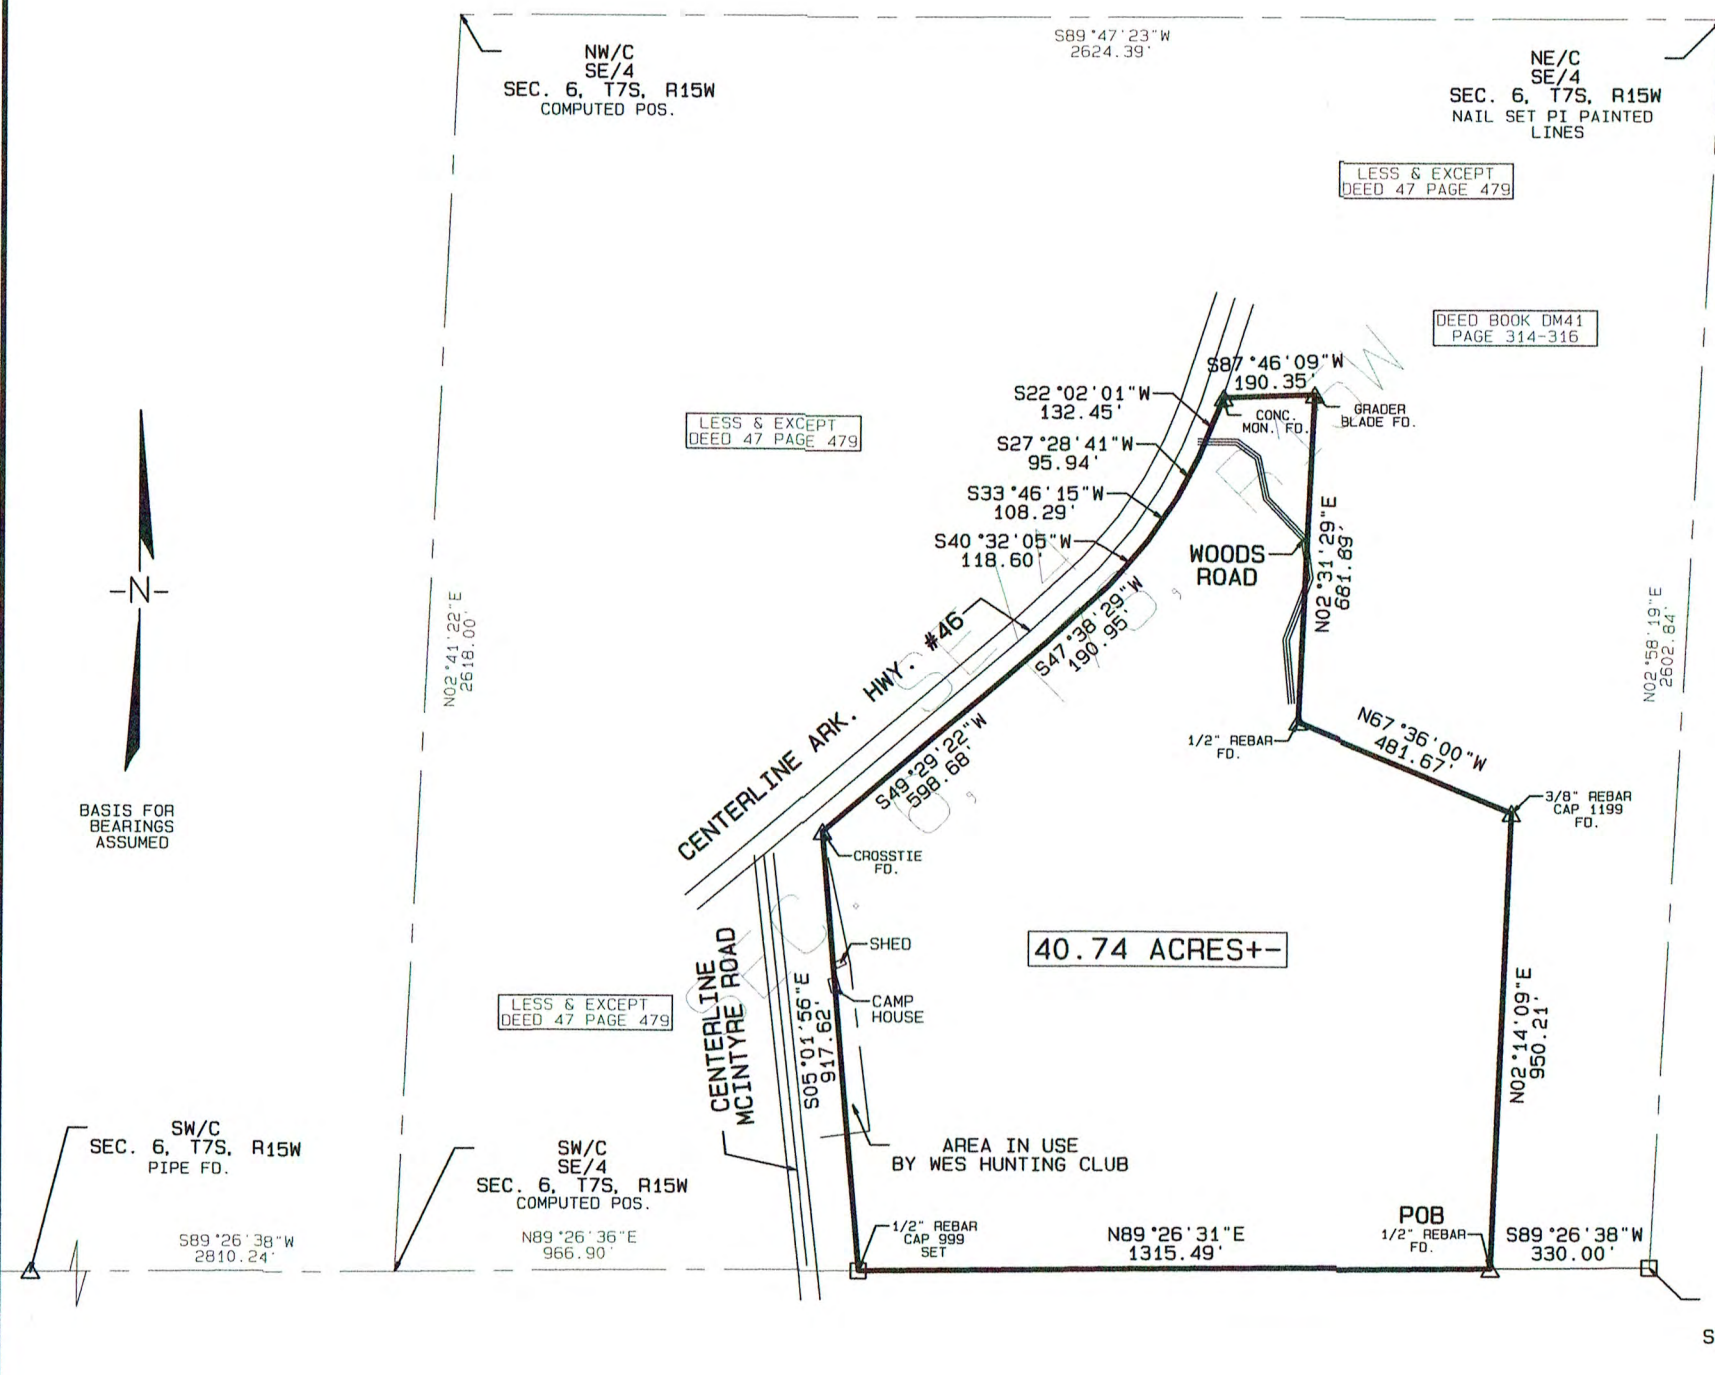 S89°47'23"W
2624.39'
NW/C
SE/4
SEC. 6, T7S, R15W
COMPUTED POS.
NE/C
SE/4
SEC. 6, T7S, R15W
NAIL SET PI PAINTED
LINES
LESS & EXCEPT
DEED 47 PAGE 479
DEED BOOK DM41
PAGE 314-316
S87°46'09"W
190.35'
S22°02'01"W
132.45'
CONC.
MON. FD.
GRADER
BLADE FD.
LESS & EXCEPT
DEED 47 PAGE 479
S27°28'41"W
95.94'
S33°46'15"W
108.29'
S40°32'05"W
118.60'
WOODS
ROAD
N02°31'29"E
681.89'
-N-
S47°38'29"W
190.95'
N02°41'22"E
2618.00'
N02°58'19"E
2602.84'
CENTERLINE ARK. HWY. #46
S49°29'22"W
598.68'
1/2" REBAR
FD.
N67°36'00"W
481.67'
3/8" REBAR
CAP 1199
FD.
BASIS FOR
BEARINGS
ASSUMED
CROSSTIE
FD.
SEC. 6, T7S, R15W
SHED
40.74 ACRES+-
CAMP
HOUSE
LESS & EXCEPT
DEED 47 PAGE 479
CENTERLINE
MCINTYRE ROAD
S05°01'56"E
917.62'
N02°14'09"E
950.21'
SW/C
SEC. 6, T7S, R15W
PIPE FD.
SW/C
SE/4
SEC. 6, T7S, R15W
COMPUTED POS.
AREA IN USE
BY WES HUNTING CLUB
S89°26'38"W
2810.24'
N89°26'36"E
966.90'
1/2" REBAR
CAP 999
SET
N89°26'31"E
1315.49'
POB
1/2" REBAR
FD.
S89°26'38"W
330.00'
S